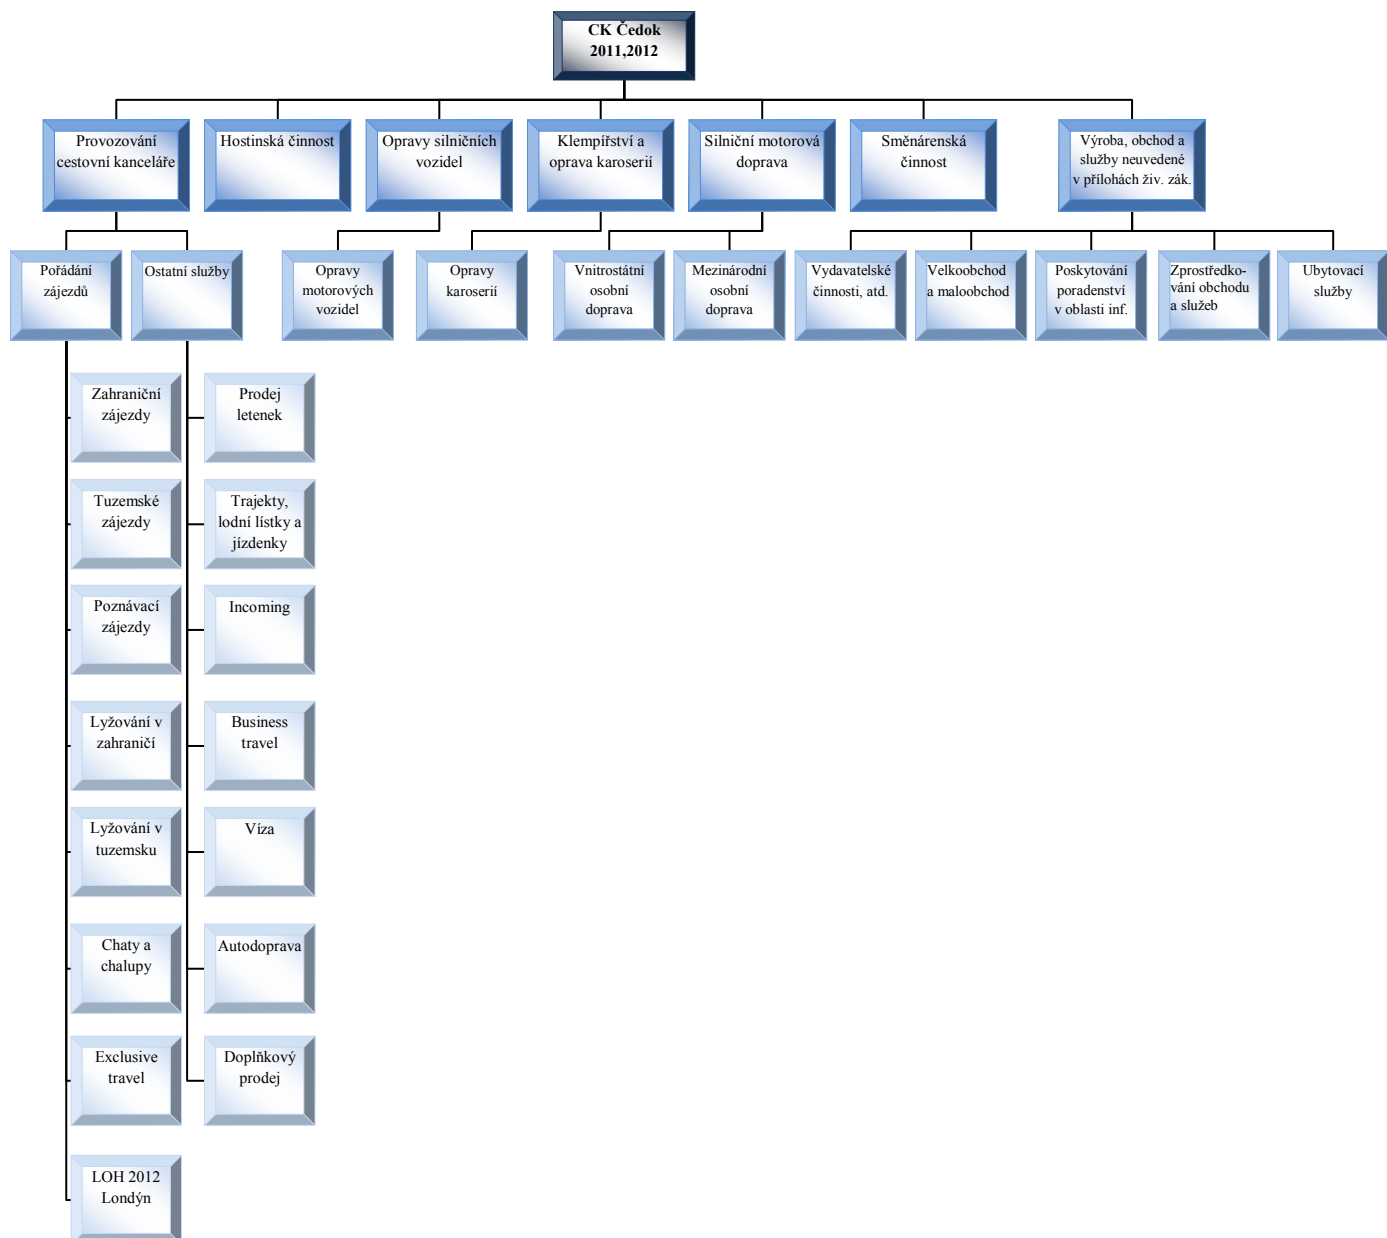 CK Čedok
2011,2012
Provozování
cestovní kanceláře
Hostinská činnost
Opravy silničních
vozidel
Klempířství a
oprava karoserií
Silniční motorová
doprava
Směnárenská
činnost
Výroba, obchod a
služby neuvedené
v přílohách živ. zák.
Pořádání
zájezdů
Ostatní služby
Opravy
motorových
vozidel
Opravy
karoserií
Vnitrostátní
osobní
doprava
Mezinárodní
osobní
doprava
Vydavatelské
činnosti, atd.
Velkoobchod
a maloobchod
Poskytování
poradenství
v oblasti inf.
Zprostředko-
vání obchodu
a služeb
Ubytovací
služby
Zahraniční
zájezdy
Prodej
letenek
Tuzemské
zájezdy
Trajekty,
lodní lístky a
jízdenky
Poznávací
zájezdy
Incoming
Lyžování v
zahraničí
Business
travel
Lyžování v
tuzemsku
Víza
Chaty a
chalupy
Autodoprava
Exclusive
travel
Doplňkový
prodej
LOH 2012
Londýn